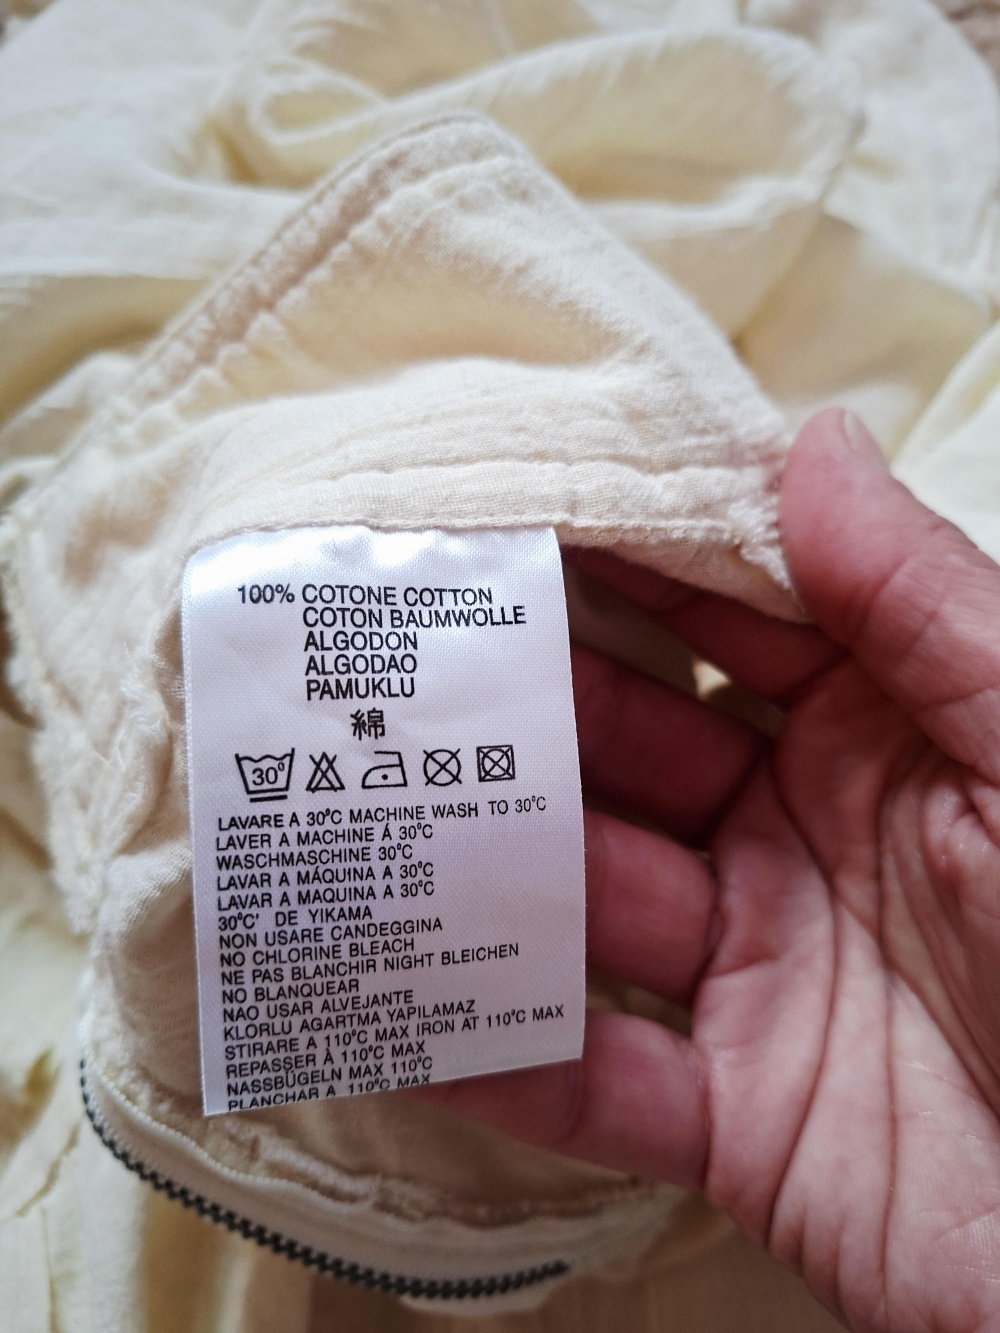 100% COTONE COTTON
COTON BAUMWOLLE
ALGODON
ALGODAO
PAMUKLU
綿
30°
LAVARE A 30°C MACHINE WASH TO 30°C
LAVER A MACHINE Á 30°C
WASCHMASCHINE 30°C
LAVAR A MÁQUINA A 30°C
LAVAR A MAQUINA A 30°C
30°C' DE YIKAMA
NON USARE CANDEGGINA
NO CHLORINE BLEACH
NE PAS BLANCHIR NIGHT BLEICHEN
NO BLANQUEAR
NAO USAR ALVEJANTE
KLORLU AGARTMA YAPILAMAZ
STIRARE A 110°C MAX IRON AT 110°C MAX
REPASSER À 110°C MAX
NASSBÜGELN MAX 110°C
PLANCHAR A 110°C MAX